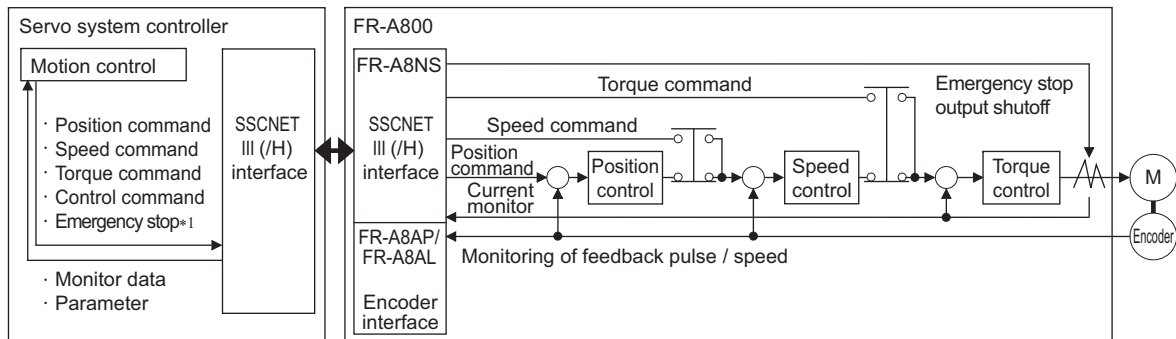 Servo system controller
Motion control
· Position command
· Speed command
· Torque command
· Control command
· Emergency stop*1
· Monitor data
· Parameter
SSCNET
III (/H)
interface
FR-A800
FR-A8NS
SSCNET
III (/H)
interface
FR-A8AP/
FR-A8AL
Encoder
interface
Torque command
Speed command
Position
command
Current
monitor
Position
control
Speed
control
Torque
control
Emergency stop
output shutoff
Monitoring of feedback pulse / speed
M
Encoder